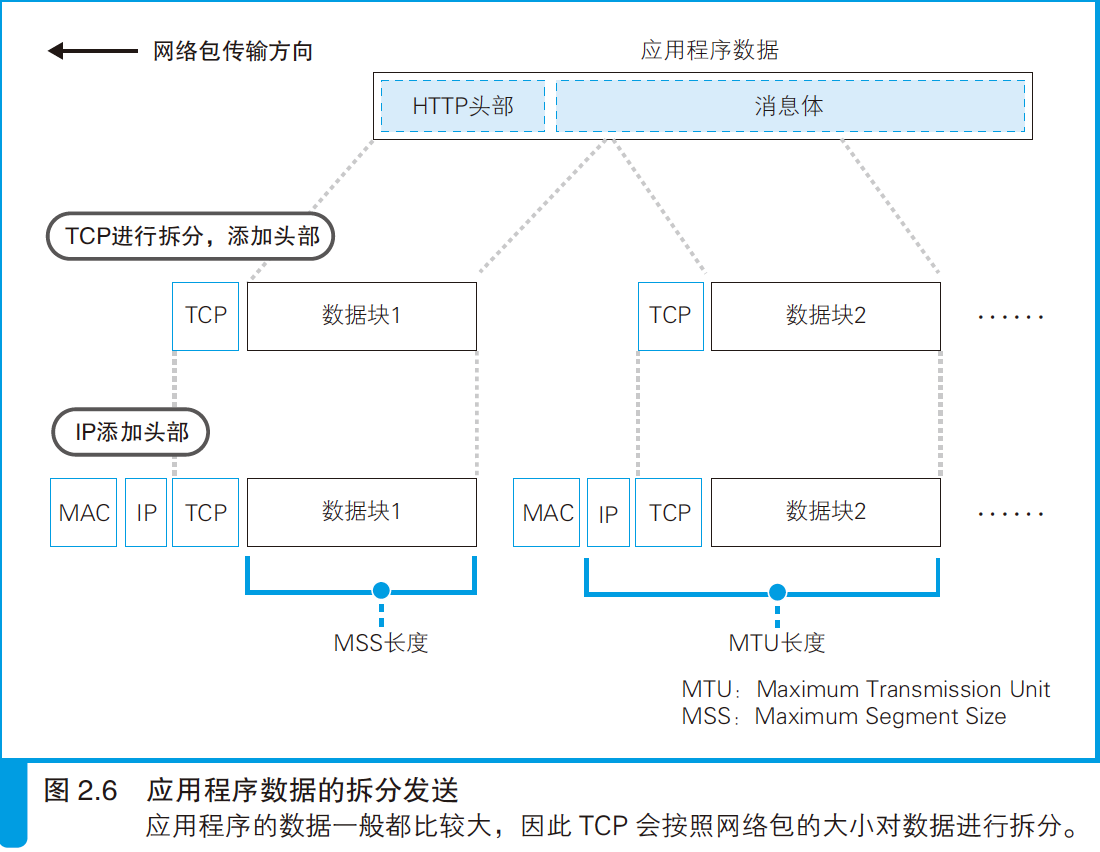 网络包传输方向
应用程序数据
HTTP头部 消息体
TCP进行拆分，添加头部
TCP 数据块1 TCP 数据块2 ······
IP添加头部
MAC IP TCP 数据块1 MAC IP TCP 数据块2 ······
MSS长度 MTU长度
MTU：Maximum Transmission Unit
MSS：Maximum Segment Size
图 2.6 应用程序数据的拆分发送
应用程序的数据一般都比较大，因此 TCP 会按照网络包的大小对数据进行拆分。